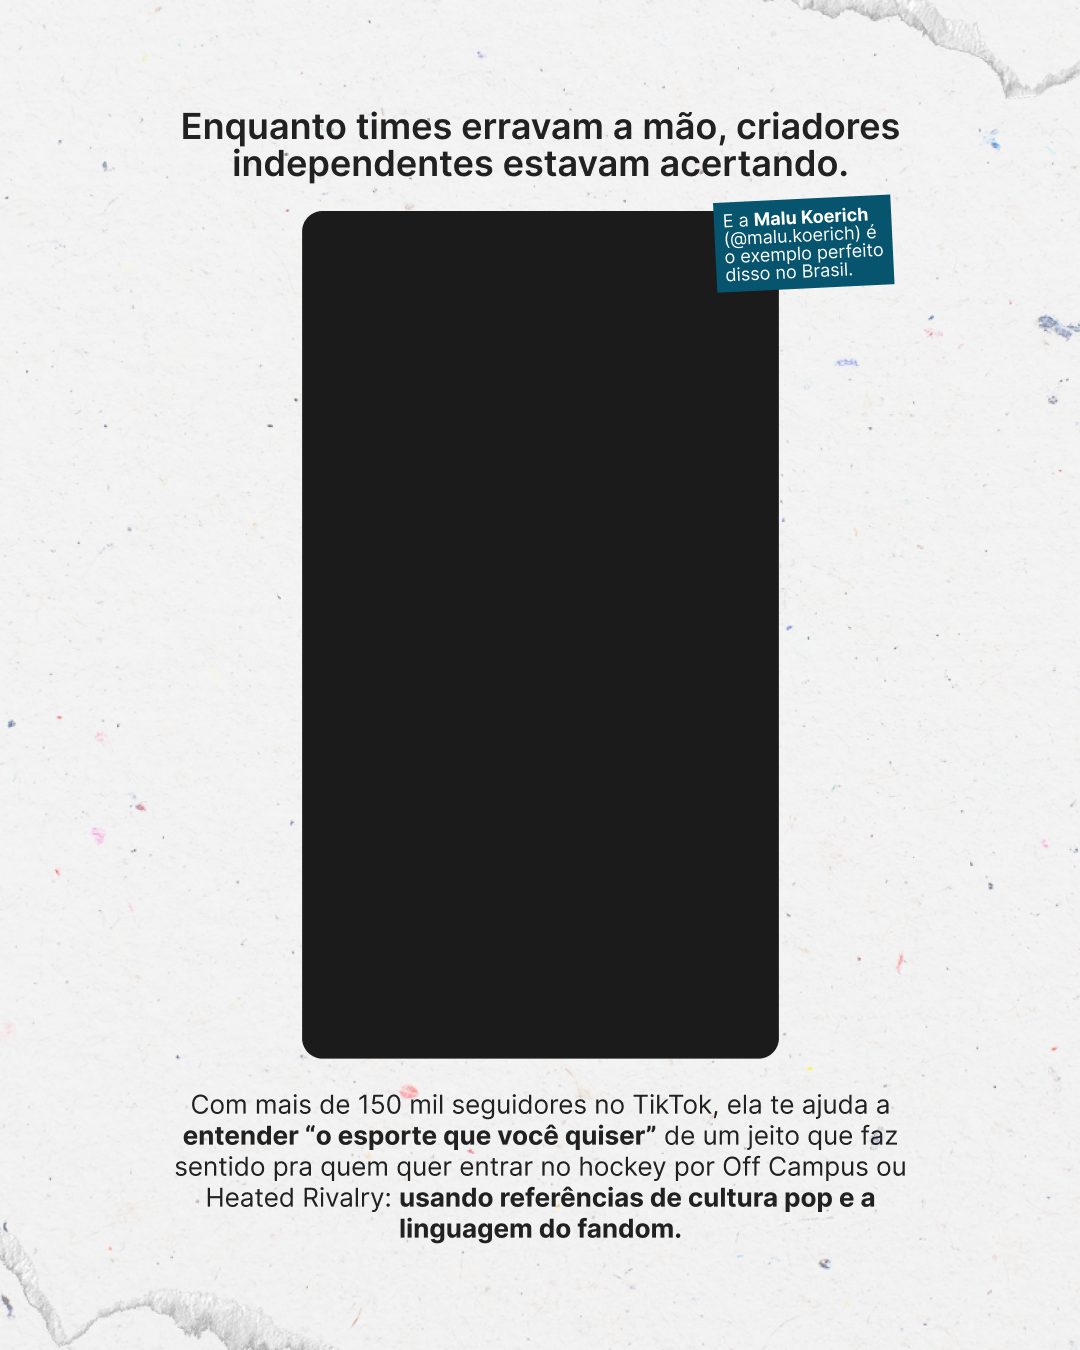 Enquanto times erravam a mão, criadores
independentes estavam acertando.
E a Malu Koerich
(@malu.koerich) é
o exemplo perfeito
disso no Brasil.
Com mais de 150 mil seguidores no TikTok, ela te ajuda a
entender “o esporte que você quiser” de um jeito que faz
sentido pra quem quer entrar no hockey por Off Campus ou
Heated Rivalry: usando referências de cultura pop e a
linguagem do fandom.